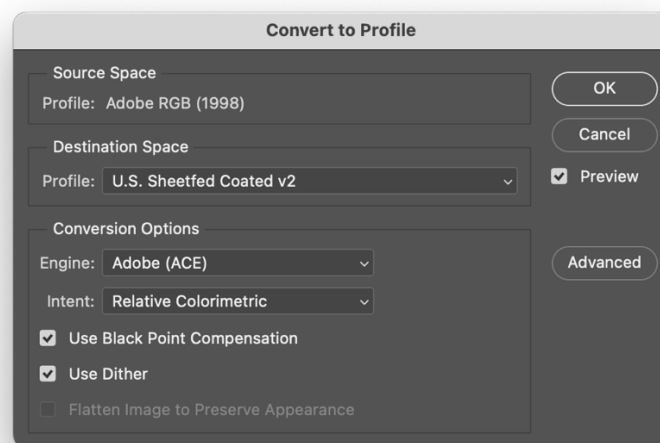 Convert to Profile
Source Space
Profile: Adobe RGB (1998)
OK
Cancel
Destination Space
Profile: U.S. Sheetfed Coated v2
Preview
Conversion Options
Engine: Adobe (ACE)
Advanced
Intent: Relative Colorimetric
Use Black Point Compensation
Use Dither
Flatten Image to Preserve Appearance